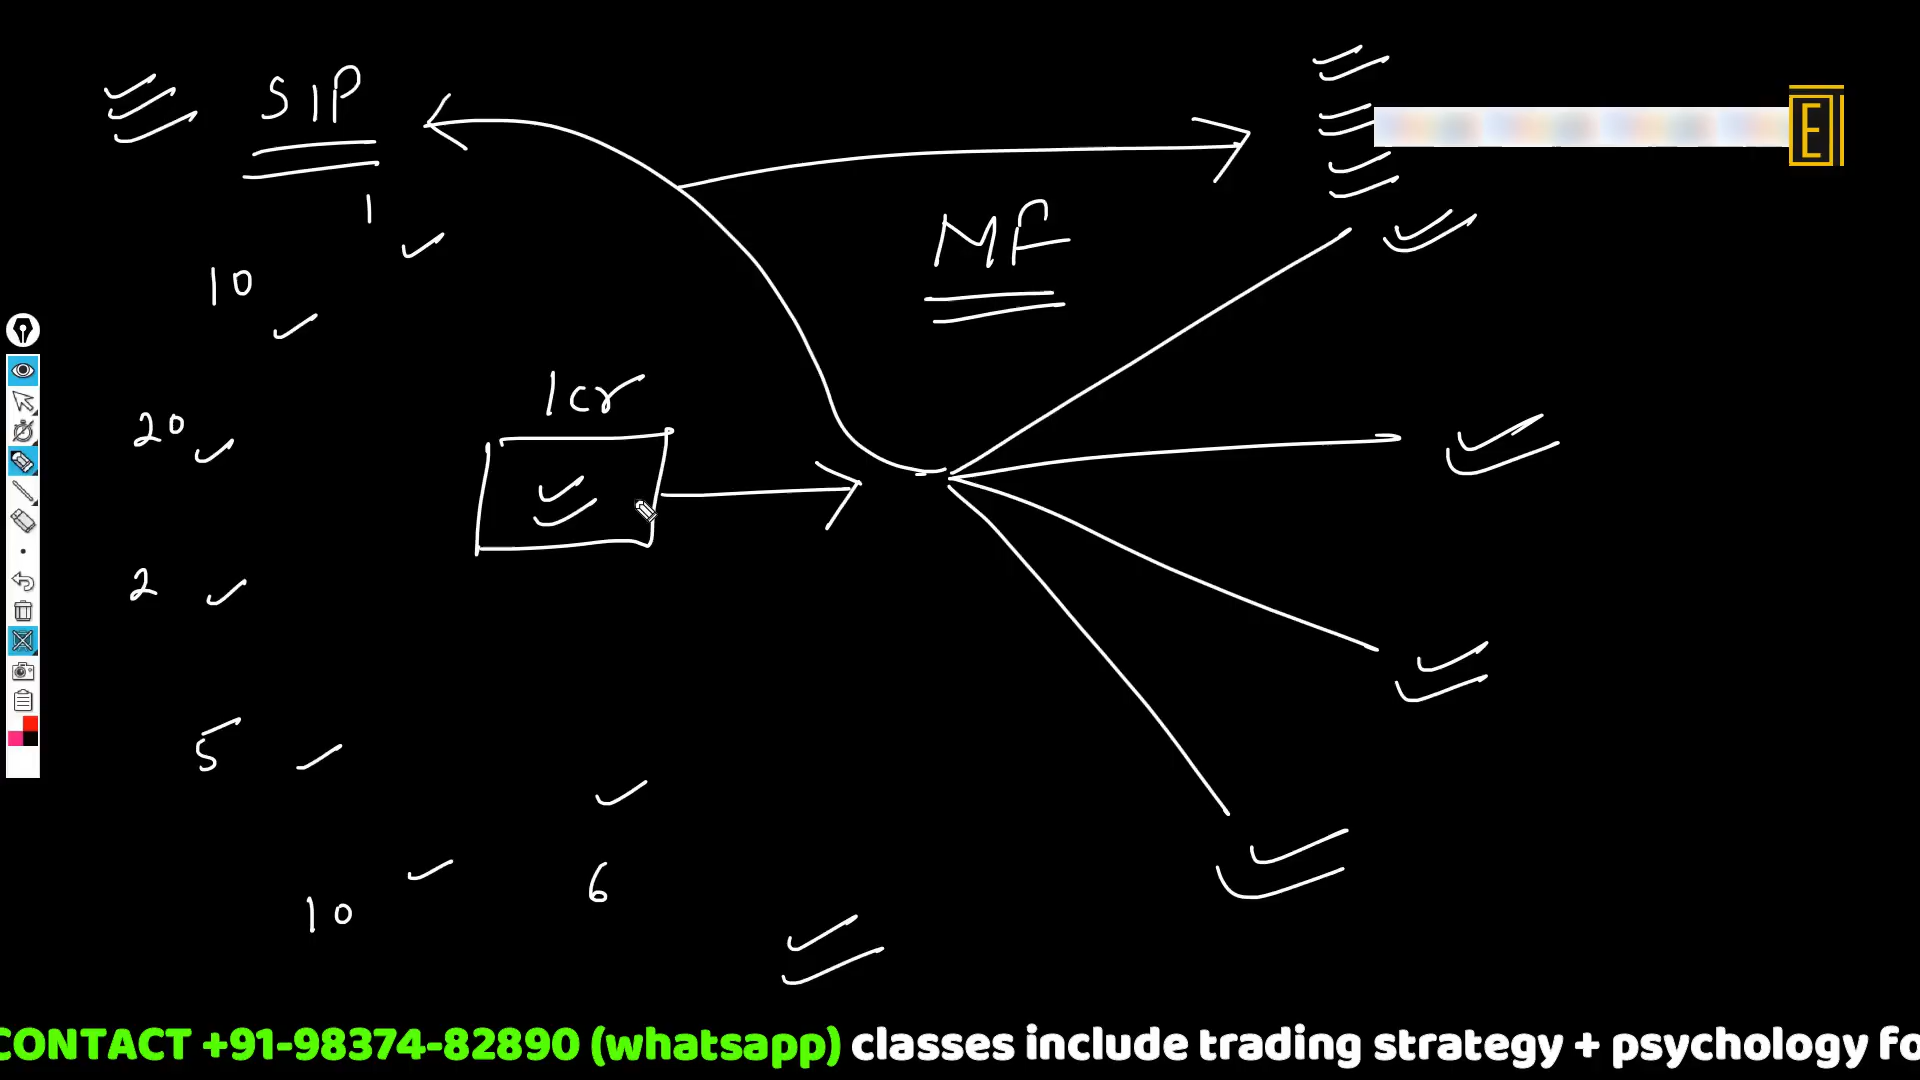 SIP
E
1
MF
10
1cr
20
2
5
6
10
CONTACT +91-98374-82890 (whatsapp) classes include trading strategy + psychology